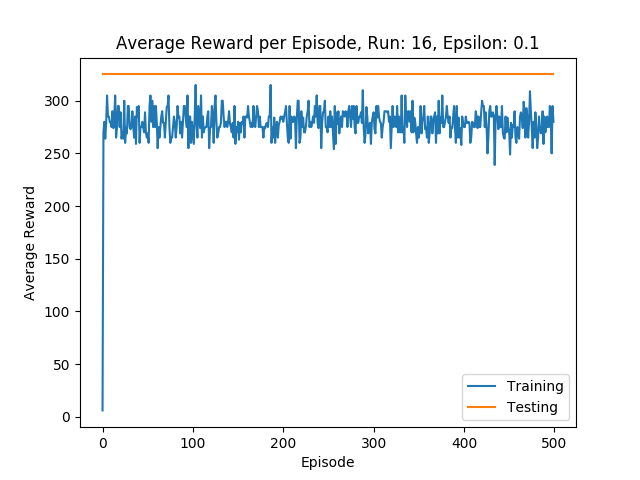 Average Reward per Episode, Run: 16, Epsilon: 0.1
Average Reward
300
250
200
150
100
50
0
0 100 200 300 400 500
Episode
Training
Testing